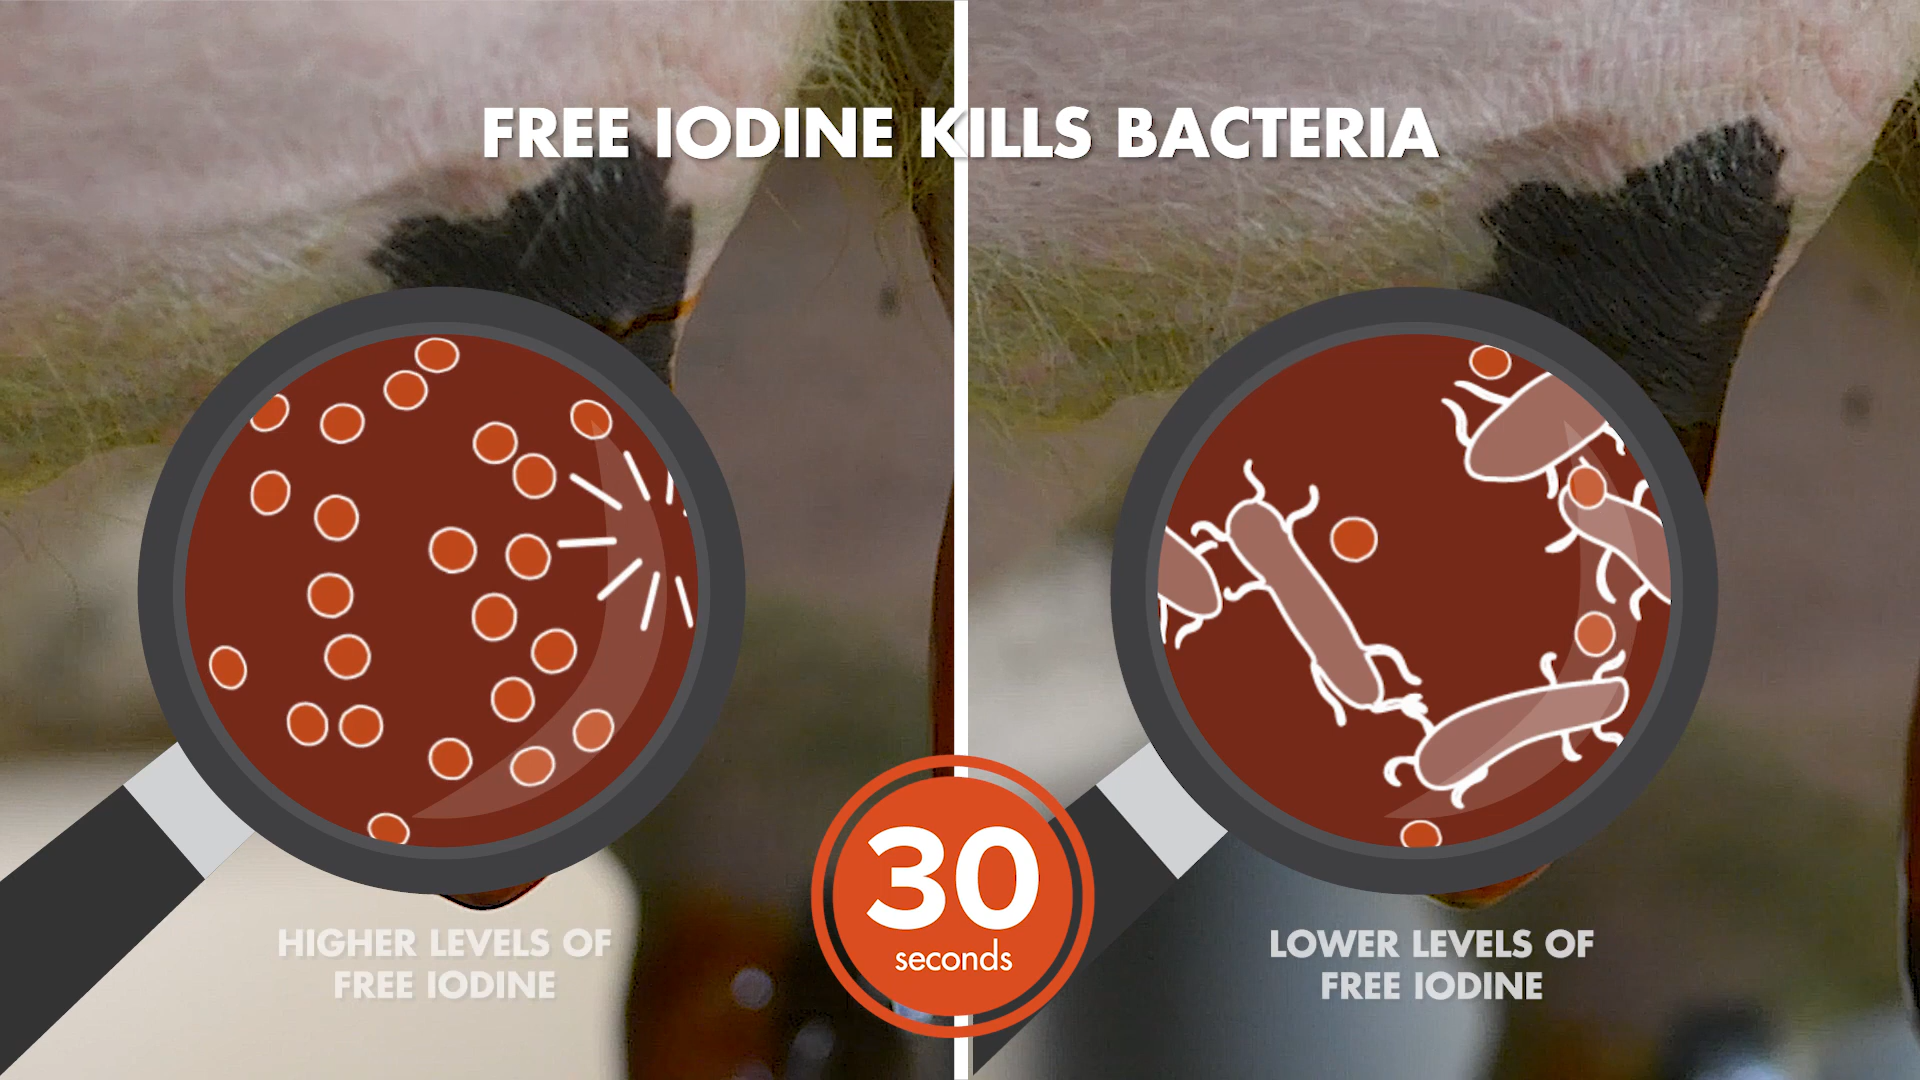 FREE IODINE KILLS BACTERIA
30
seconds
HIGHER LEVELS OF
FREE IODINE
LOWER LEVELS OF
FREE IODINE